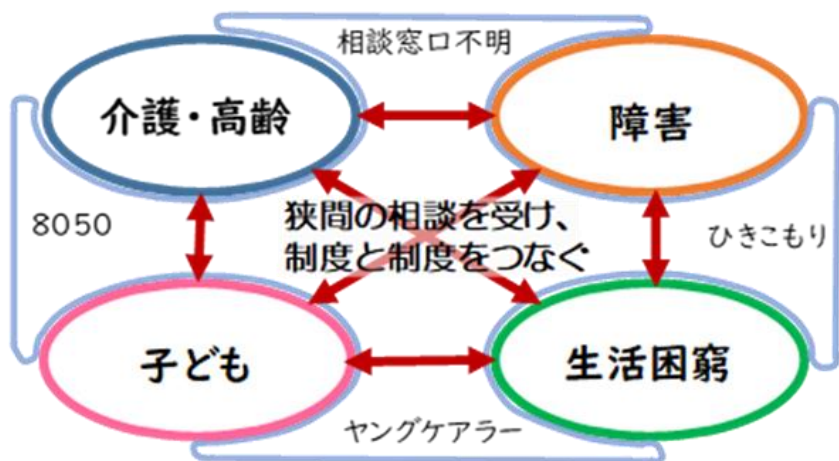 相談窓口不明
介護・高齢
障害
8050
狭間の相談を受け、
制度と制度をつなぐ
ひきこもり
子ども
生活困窮
ヤングケアラー